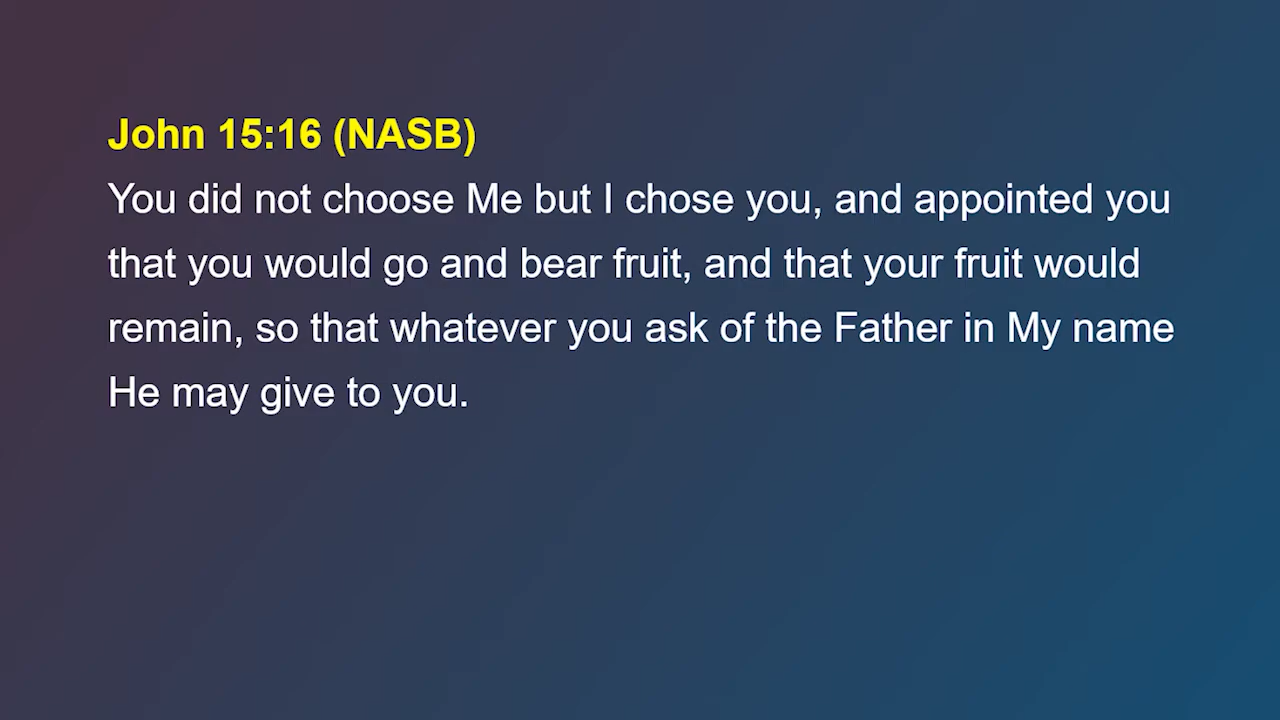 John 15:16 (NASB)
You did not choose Me but I chose you, and appointed you
that you would go and bear fruit, and that your fruit would
remain, so that whatever you ask of the Father in My name
He may give to you.